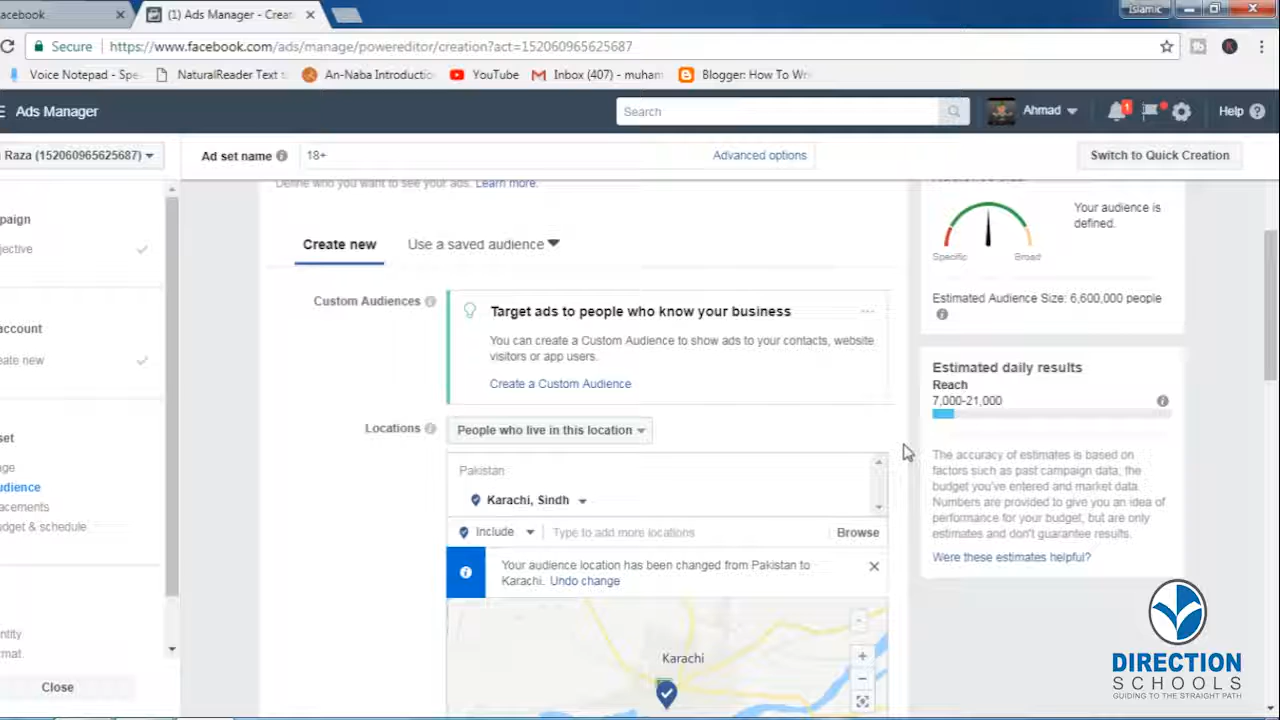 acebook
(1) Ads Manager - Creat
Islamic
Secure
https://www.facebook.com/ads/manage/powereditor/creation?act=152060965625687
Voice Notepad - Spe
NaturalReader Text
An-Naba Introductio
YouTube
Inbox (407) - muham
Blogger: How To Wr
Ads Manager
Search
Ahmad
1
Help
Raza (152060965625687)
Ad set name
18+
Advanced options
Switch to Quick Creation
Define who you want to see your ads. Learn more.
paign
jective
account
eate new
set
ge
udience
acements
udget & schedule
ntity
rmat
Close
Create new
Use a saved audience
Custom Audiences
Target ads to people who know your business
You can create a Custom Audience to show ads to your contacts, website
visitors or app users.
Create a Custom Audience
Locations
People who live in this location
Pakistan
Karachi, Sindh
Include
Type to add more locations
Browse
Your audience location has been changed from Pakistan to
Karachi. Undo change
Karachi
Your audience is
defined.
Specific
Broad
Estimated Audience Size: 6,600,000 people
Estimated daily results
Reach
7,000-21,000
The accuracy of estimates is based on
factors such as past campaign data, the
budget you've entered and market data.
Numbers are provided to give you an idea of
performance for your budget, but are only
estimates and don't guarantee results.
Were these estimates helpful?
DIRECTION
SCHOOLS
GUIDING TO THE STRAIGHT PATH